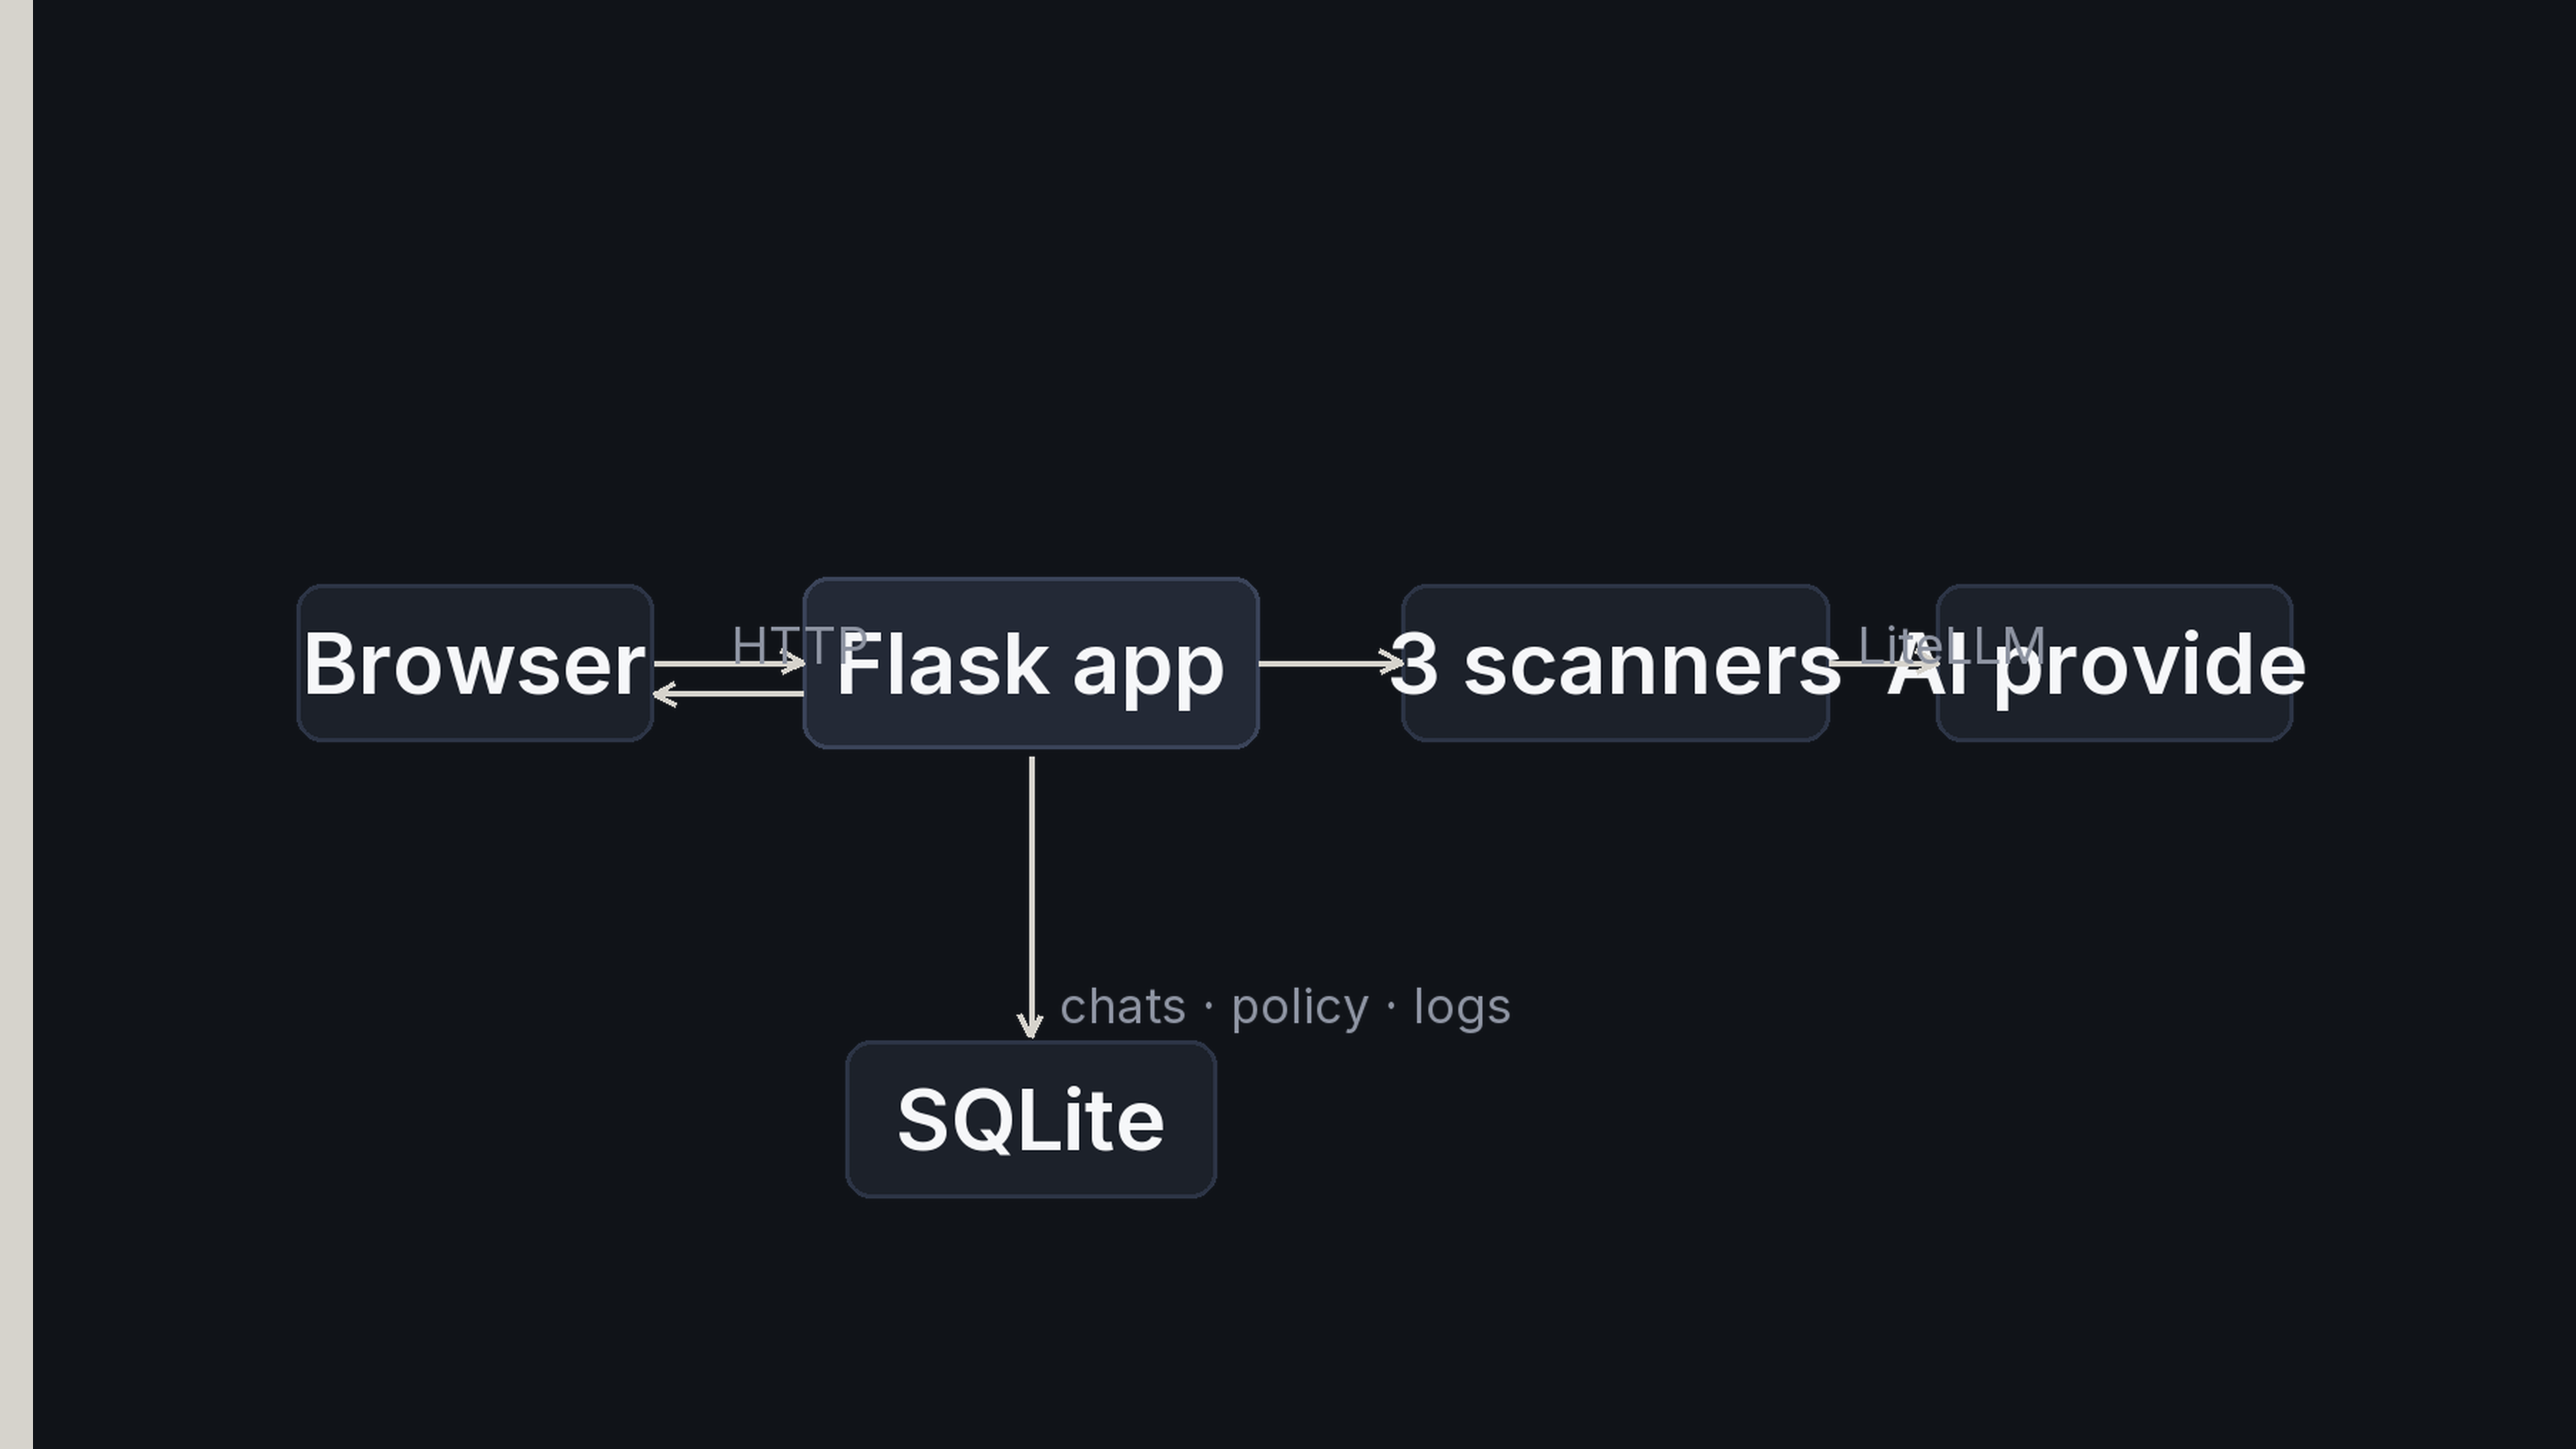 HTTP
LiteLLM
Browser
Flask app
3 scanners
AI provide
chats · policy · logs
SQLite